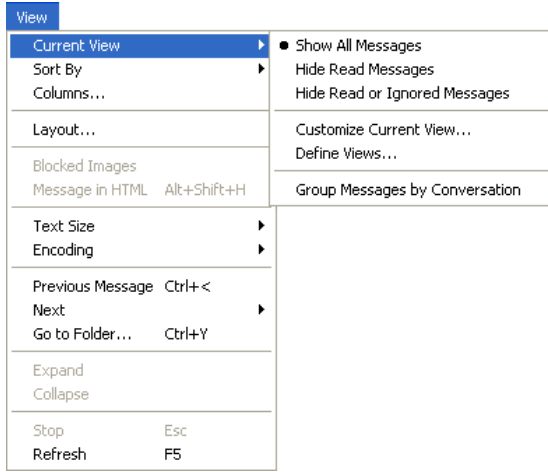 View
Current View
Sort By
Columns...
Layout...
Blocked Images
Message in HTML Alt+Shift+H
Text Size
Encoding
Previous Message Ctrl+<
Next
Go to Folder... Ctrl+Y
Expand
Collapse
Stop Esc
Refresh F5
Show All Messages
Hide Read Messages
Hide Read or Ignored Messages
Customize Current View...
Define Views...
Group Messages by Conversation